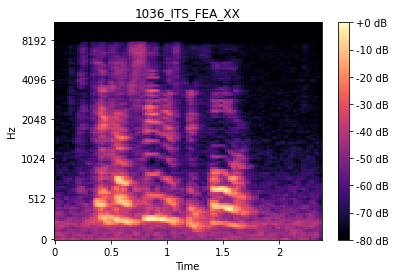 1036_ITS_FEA_XX
8192
4096
2048
1024
512
0
Hz
0
0.5
1
1.5
2
Time
+0 dB
-10 dB
-20 dB
-30 dB
-40 dB
-50 dB
-60 dB
-70 dB
-80 dB